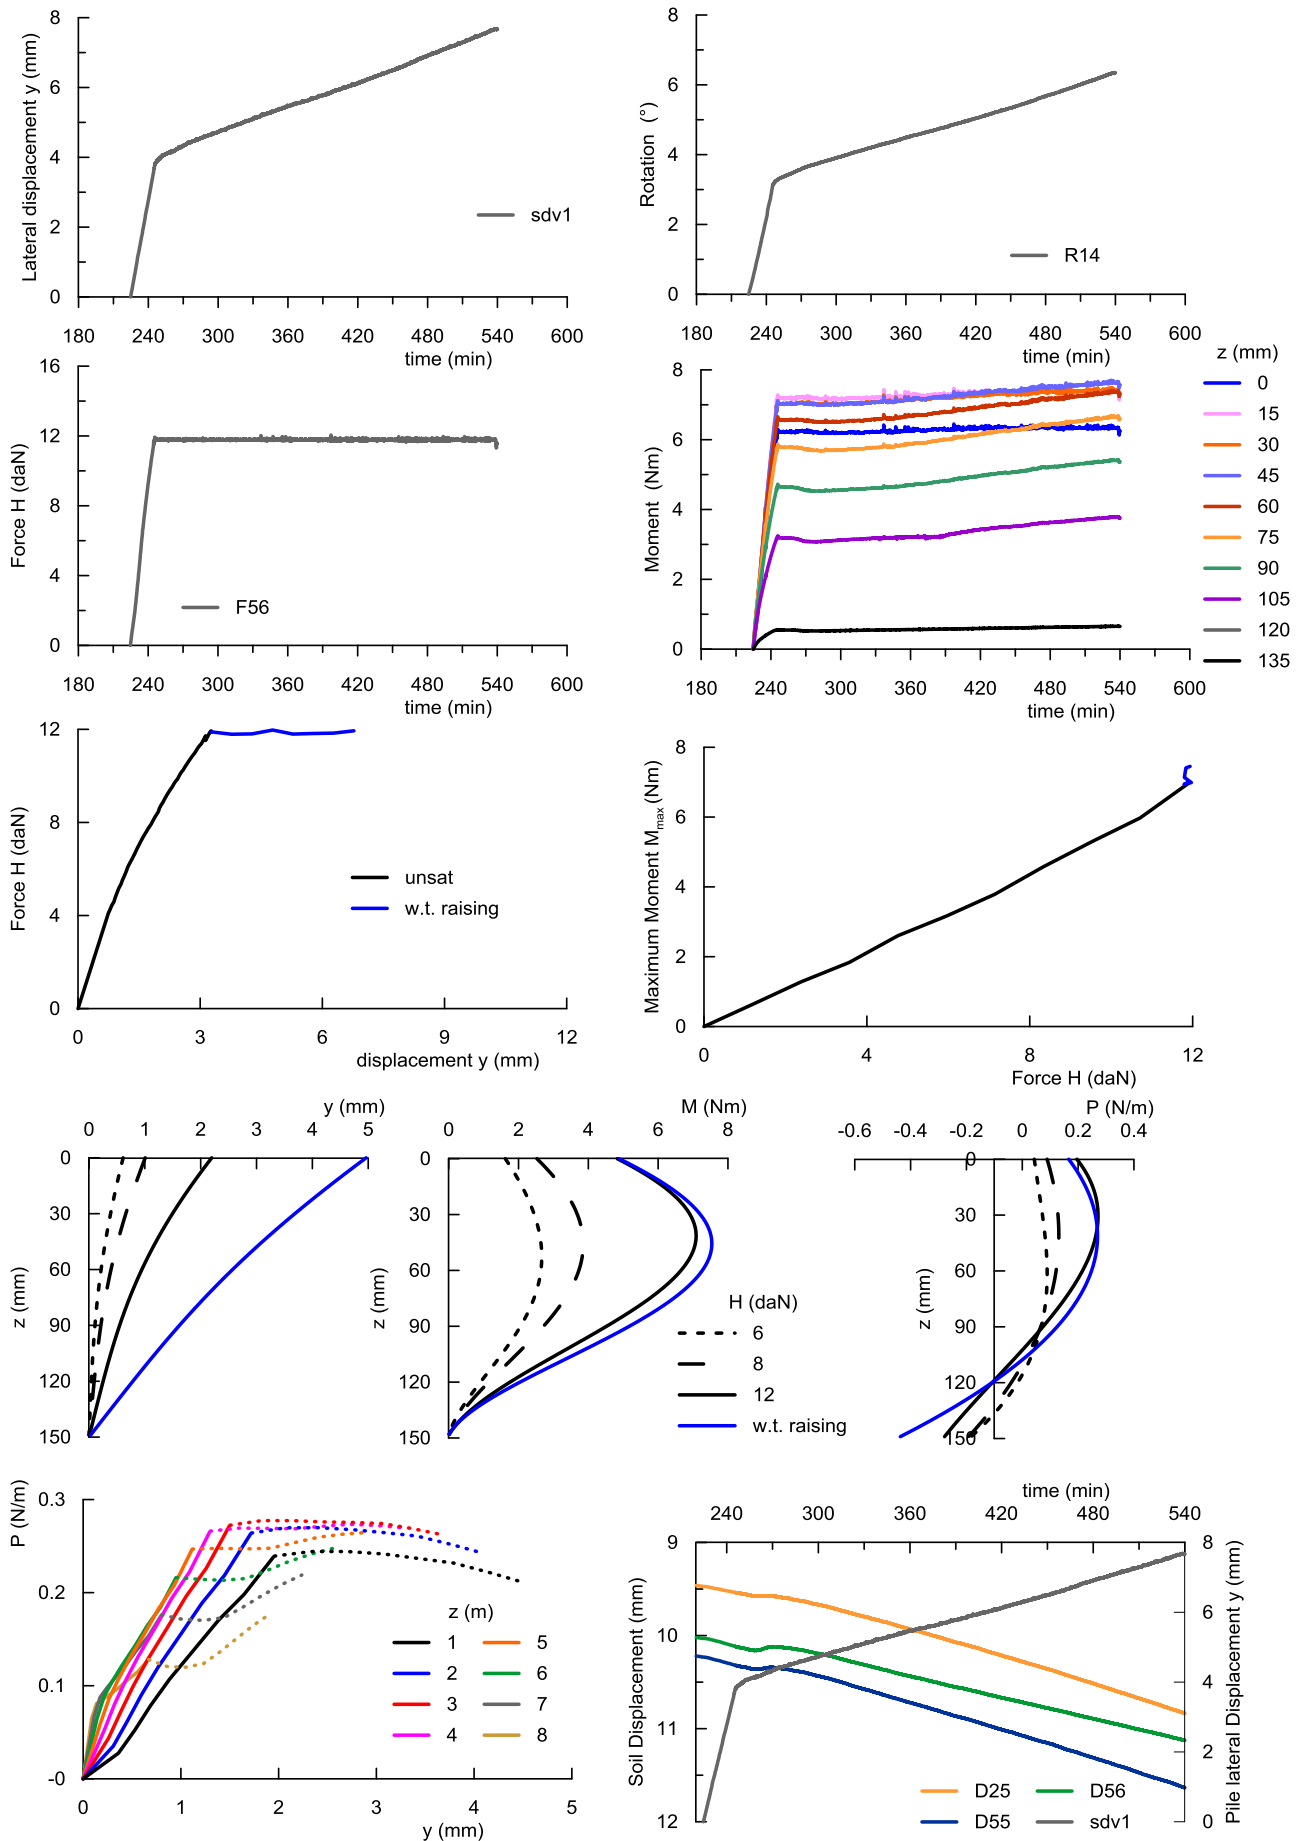 Lateral displacement y (mm)
8
6
4
2
0
sdv1
180 240 300 360 420 480 540 600
time (min)
Rotation (°)
8
6
4
2
0
R14
180 240 300 360 420 480 540 600
time (min)
Force H (daN)
16
12
8
4
0
F56
180 240 300 360 420 480 540 600
time (min)
Moment (Nm)
8
6
4
2
0
180 240 300 360 420 480 540 600
time (min)
z (mm)
0
15
30
45
60
75
90
105
120
135
Force H (daN)
12
8
4
0
unsat
w.t. raising
0 3 6 9 12
displacement y (mm)
Maximum Moment Mmax (Nm)
8
6
4
2
0
0 4 8 12
Force H (daN)
y (mm)
0 1 2 3 4 5
z (mm)
0
30
60
90
120
150
M (Nm)
0 2 4 6 8
z (mm)
0
30
60
90
120
150
H (daN)
6
8
12
w.t. raising
P (N/m)
-0.6 -0.2 0 0.2 0.4
z (mm)
0
30
60
90
120
150
P (N/m)
0.3
0.2
0.1
-0
z (m)
1 5
2 6
3 7
4 8
0 1 2 3 4 5
y (mm)
time (min)
240 300 360 420 480 540
Soil Displacement (mm)
9
10
11
12
D25 D56
D55 sdv1
8
6
4
2
0
Pile lateral Displacement y (mm)